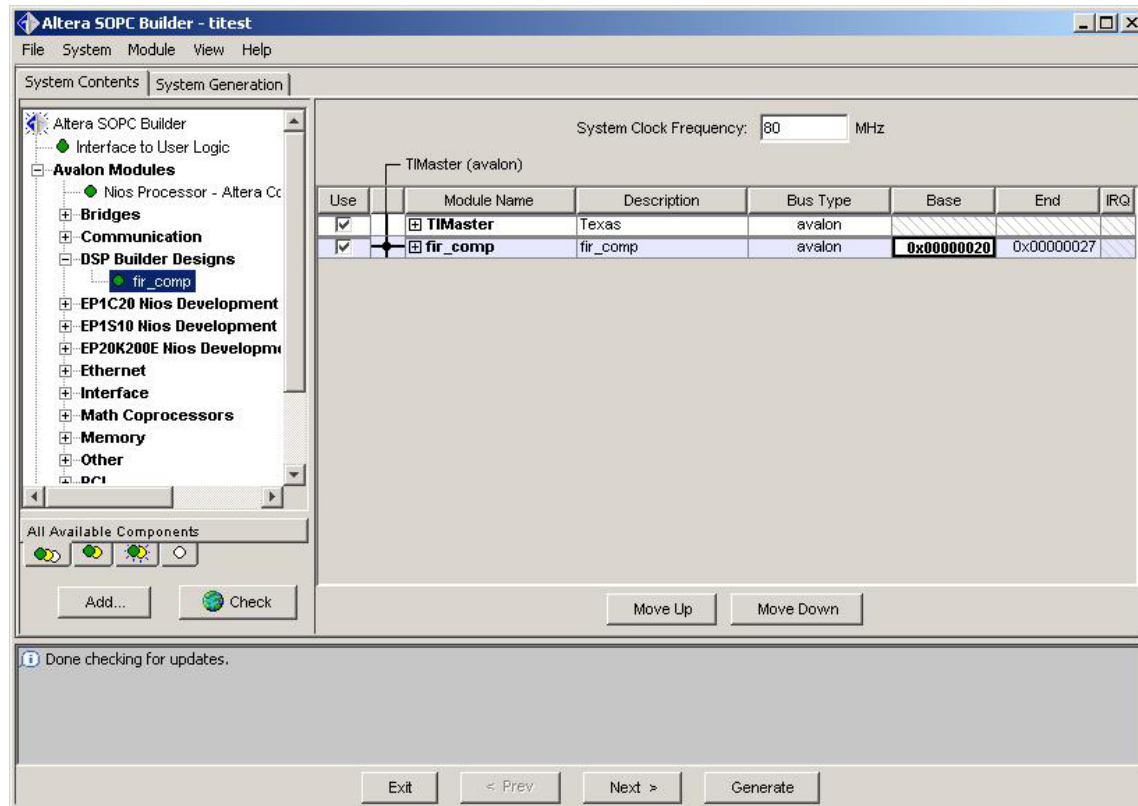 Altera SOPC Builder - titest
File System Module View Help
System Contents System Generation
Altera SOPC Builder
Interface to User Logic
Avalon Modules
Nios Processor - Altera Co
Bridges
Communication
DSP Builder Designs
fir_comp
EP1C20 Nios Development
EP1S10 Nios Development
EP20K200E Nios Developm
Ethernet
Interface
Math Coprocessors
Memory
Other
PCI
All Available Components
Add... Check
System Clock Frequency: 80 MHz
TIMaster (avalon)
Use Module Name Description Bus Type Base End IRQ
TIMaster Texas avalon
fir_comp fir_comp avalon 0x00000020 0x00000027
Move Up Move Down
Done checking for updates.
Exit < Prev Next > Generate